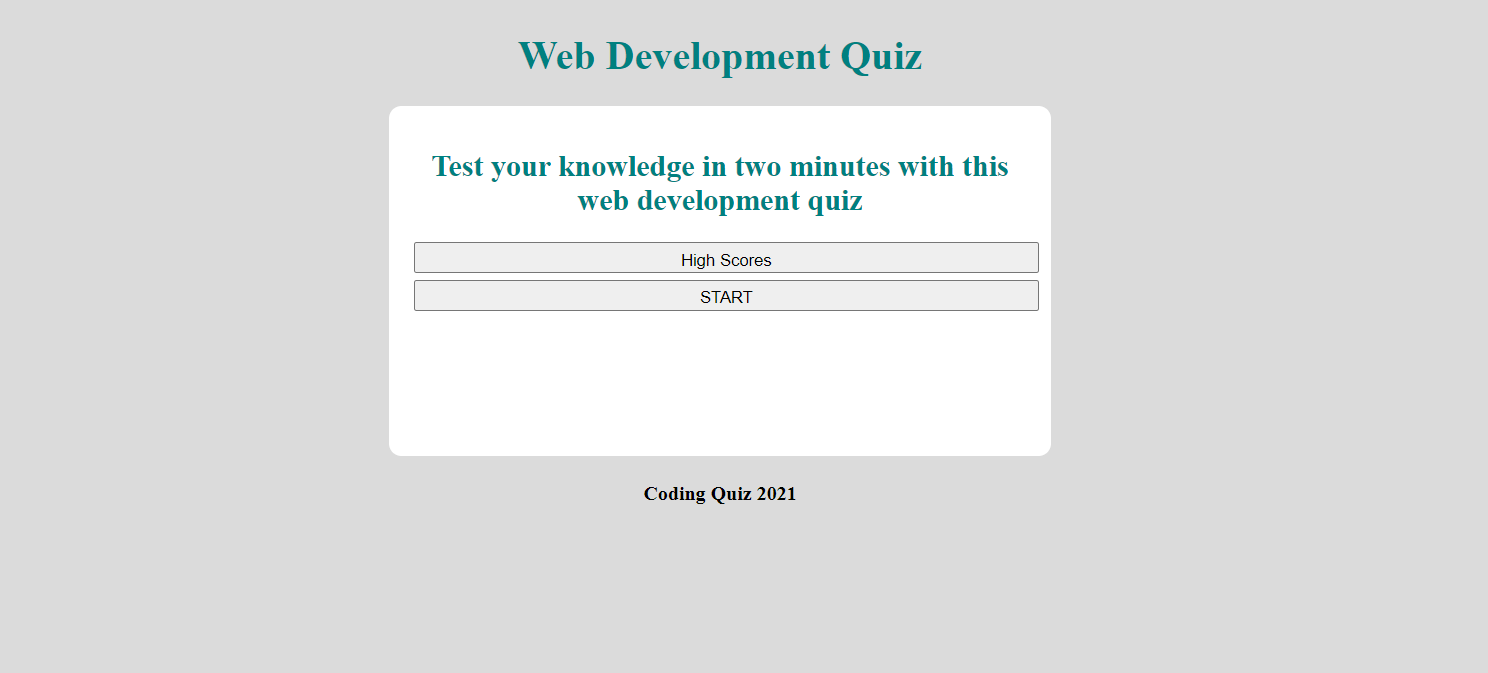 Web Development Quiz
Test your knowledge in two minutes with this
web development quiz
High Scores
START
Coding Quiz 2021